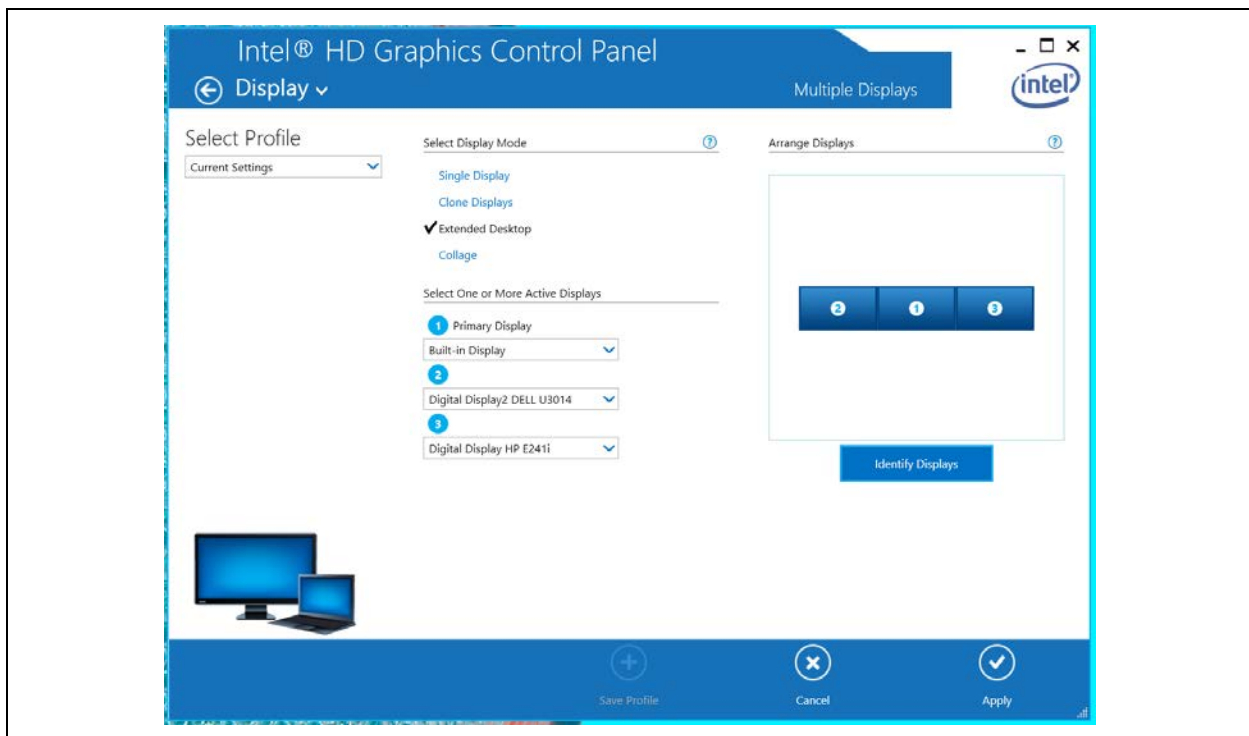 Intel® HD Graphics Control Panel
Display
Multiple Displays
intel
Select Profile
Current Settings
Select Display Mode
Single Display
Clone Displays
Extended Desktop
Collage
Select One or More Active Displays
1 Primary Display
Built-in Display
2
Digital Display2 DELL U3014
3
Digital Display HP E241i
Arrange Displays
2 1 3
Identify Displays
Save Profile
Cancel
Apply